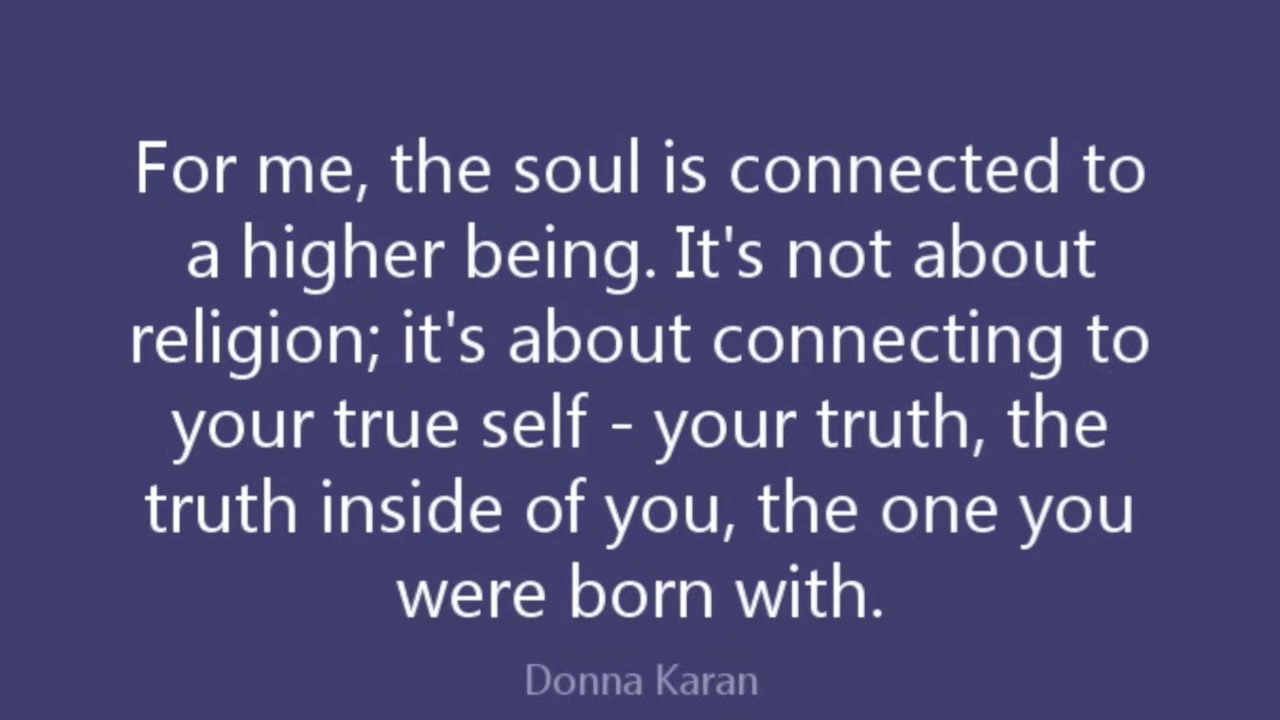 For me, the soul is connected to
a higher being. It's not about
religion; it's about connecting to
your true self - your truth, the
truth inside of you, the one you
were born with.
Donna Karan